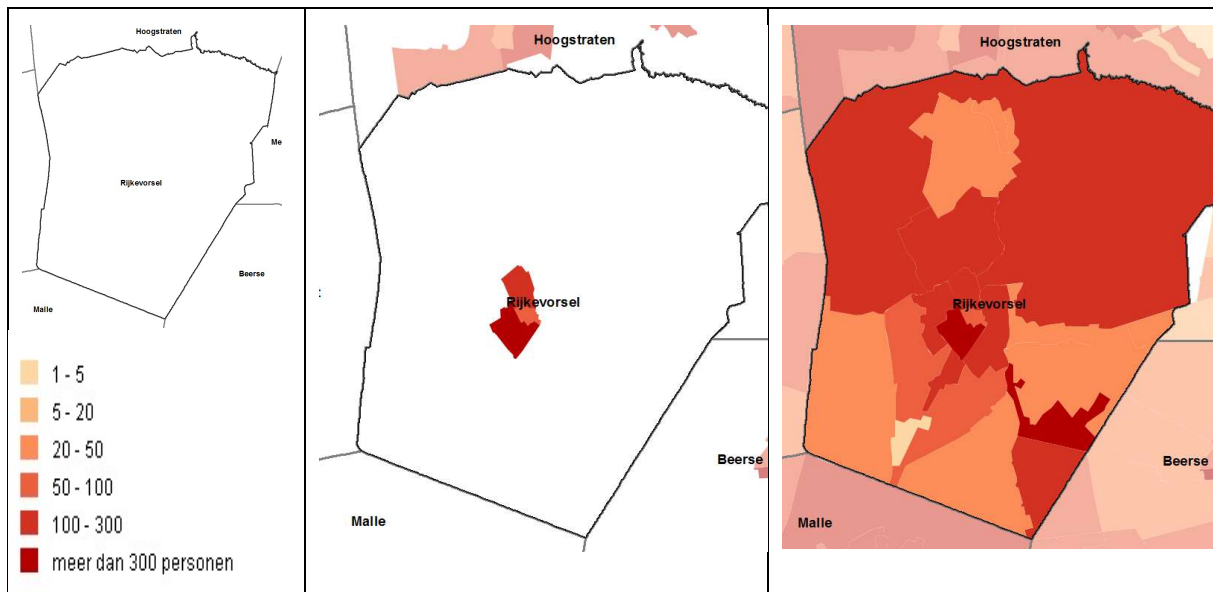 Hoogstraten
Me
Rijkevorsel
Beerse
Malle
1 - 5
5 - 20
20 - 50
50 - 100
100 - 300
meer dan 300 personen
Hoogstraten
Rijkevorsel
Beerse
Malle
Hoogstraten
Rijkevorsel
Beerse
Malle